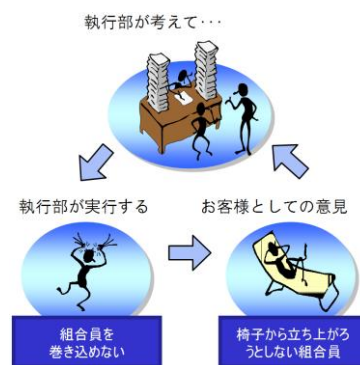 執行部が考えて･･･
執行部が実行する
お客様としての意見
組合員を
巻き込めない
椅子から立ち上がろ
うとしない組合員